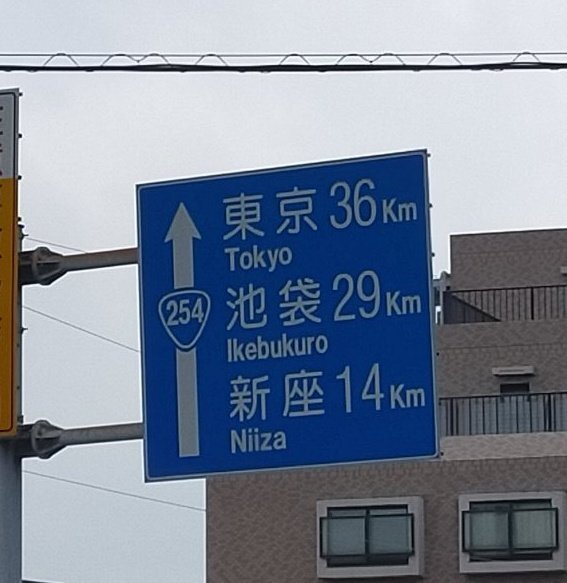 東京 36Km
Tokyo
254
池袋 29Km
Ikebukuro
新座 14Km
Niiza